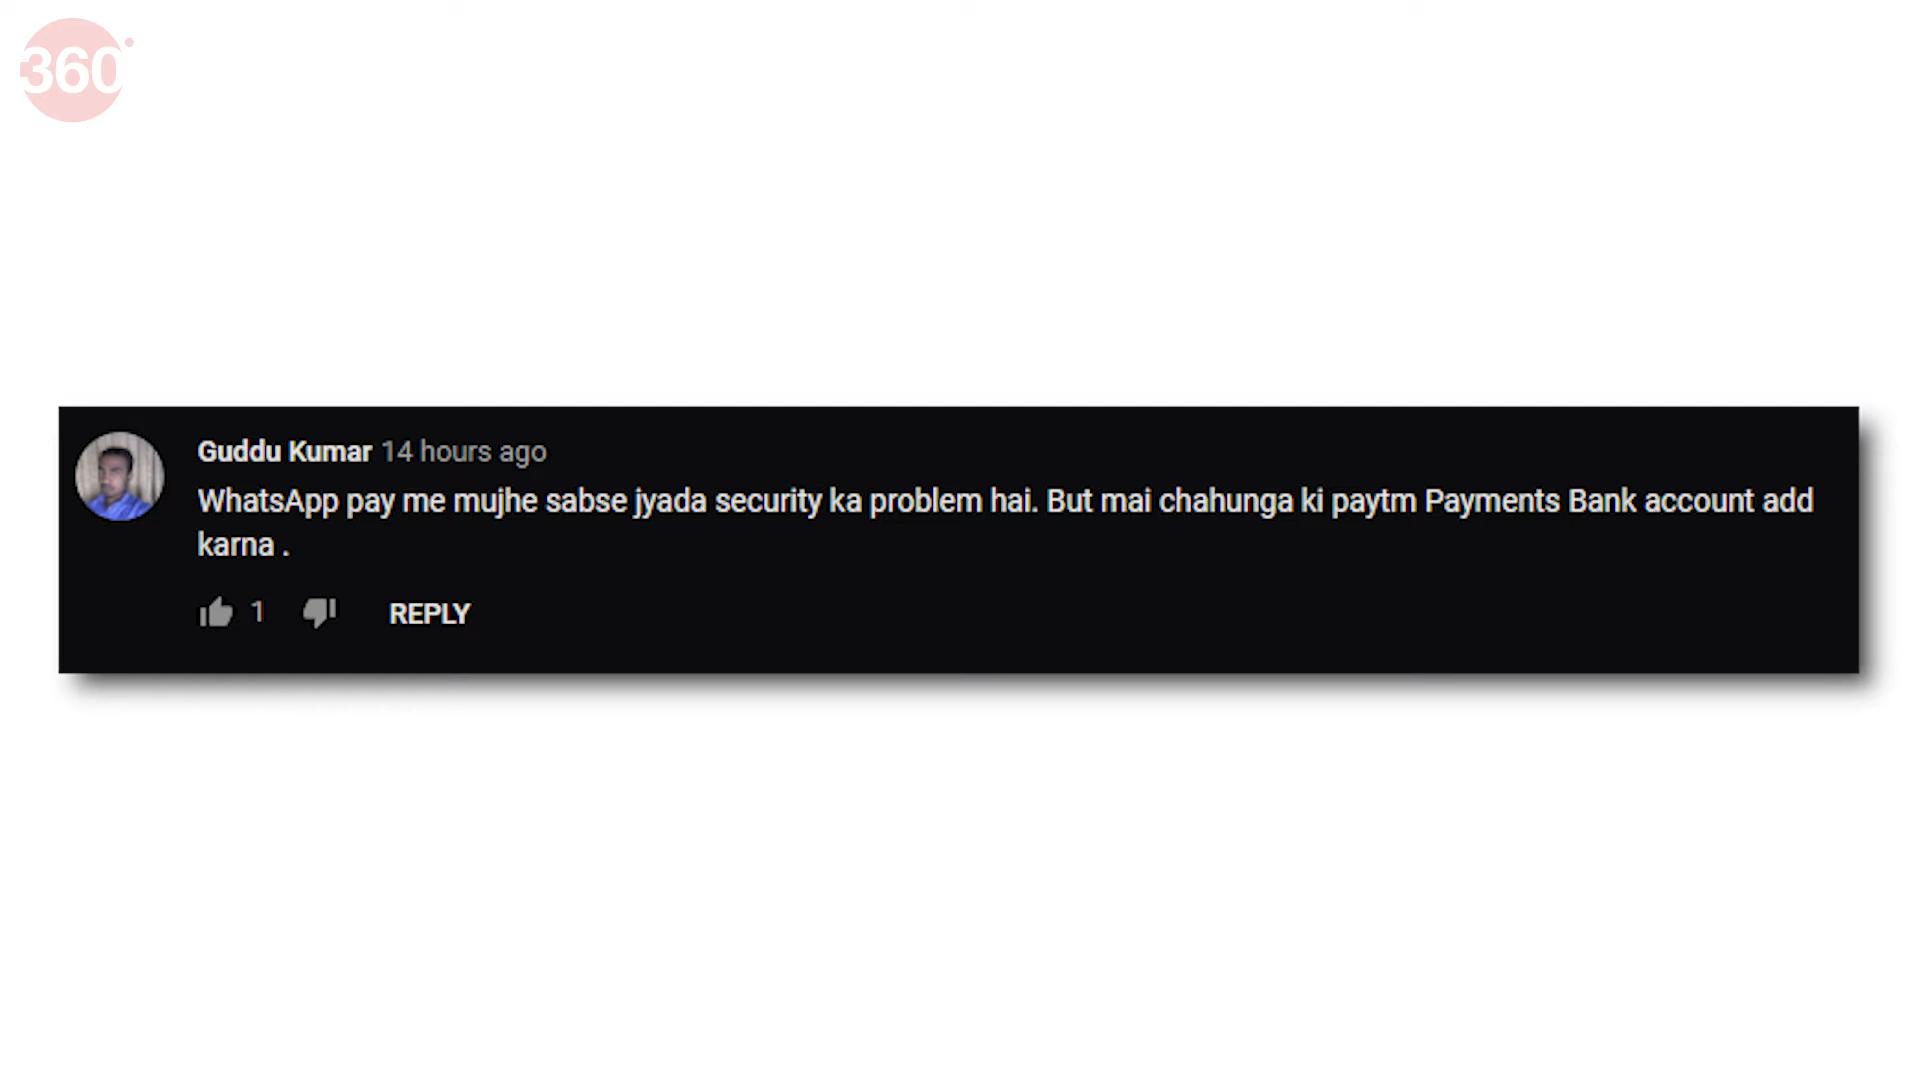 360°
Guddu Kumar 14 hours ago
WhatsApp pay me mujhe sabse jyada security ka problem hai. But mai chahunga ki paytm Payments Bank account add
karna .
1 REPLY